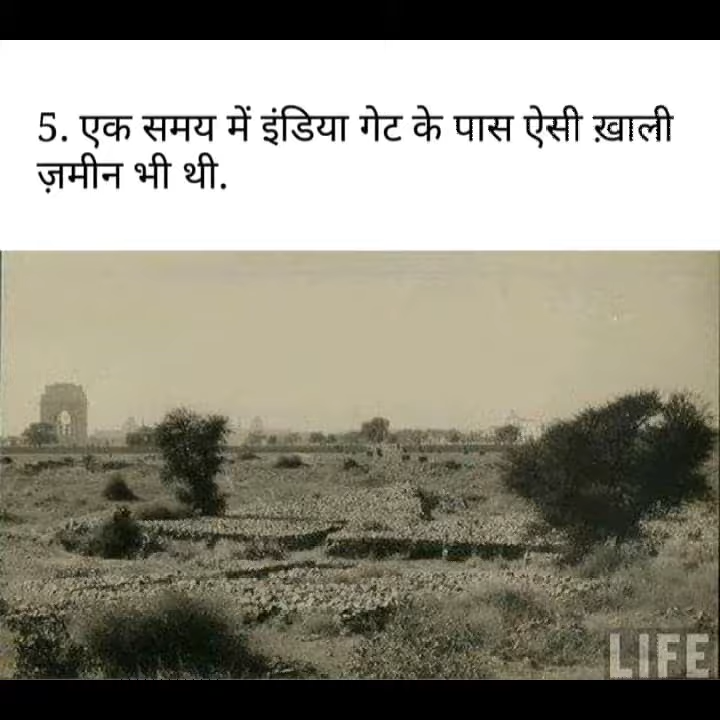 5. एक समय में इंडिया गेट के पास ऐसी ख़ाली
ज़मीन भी थी.
LIFE